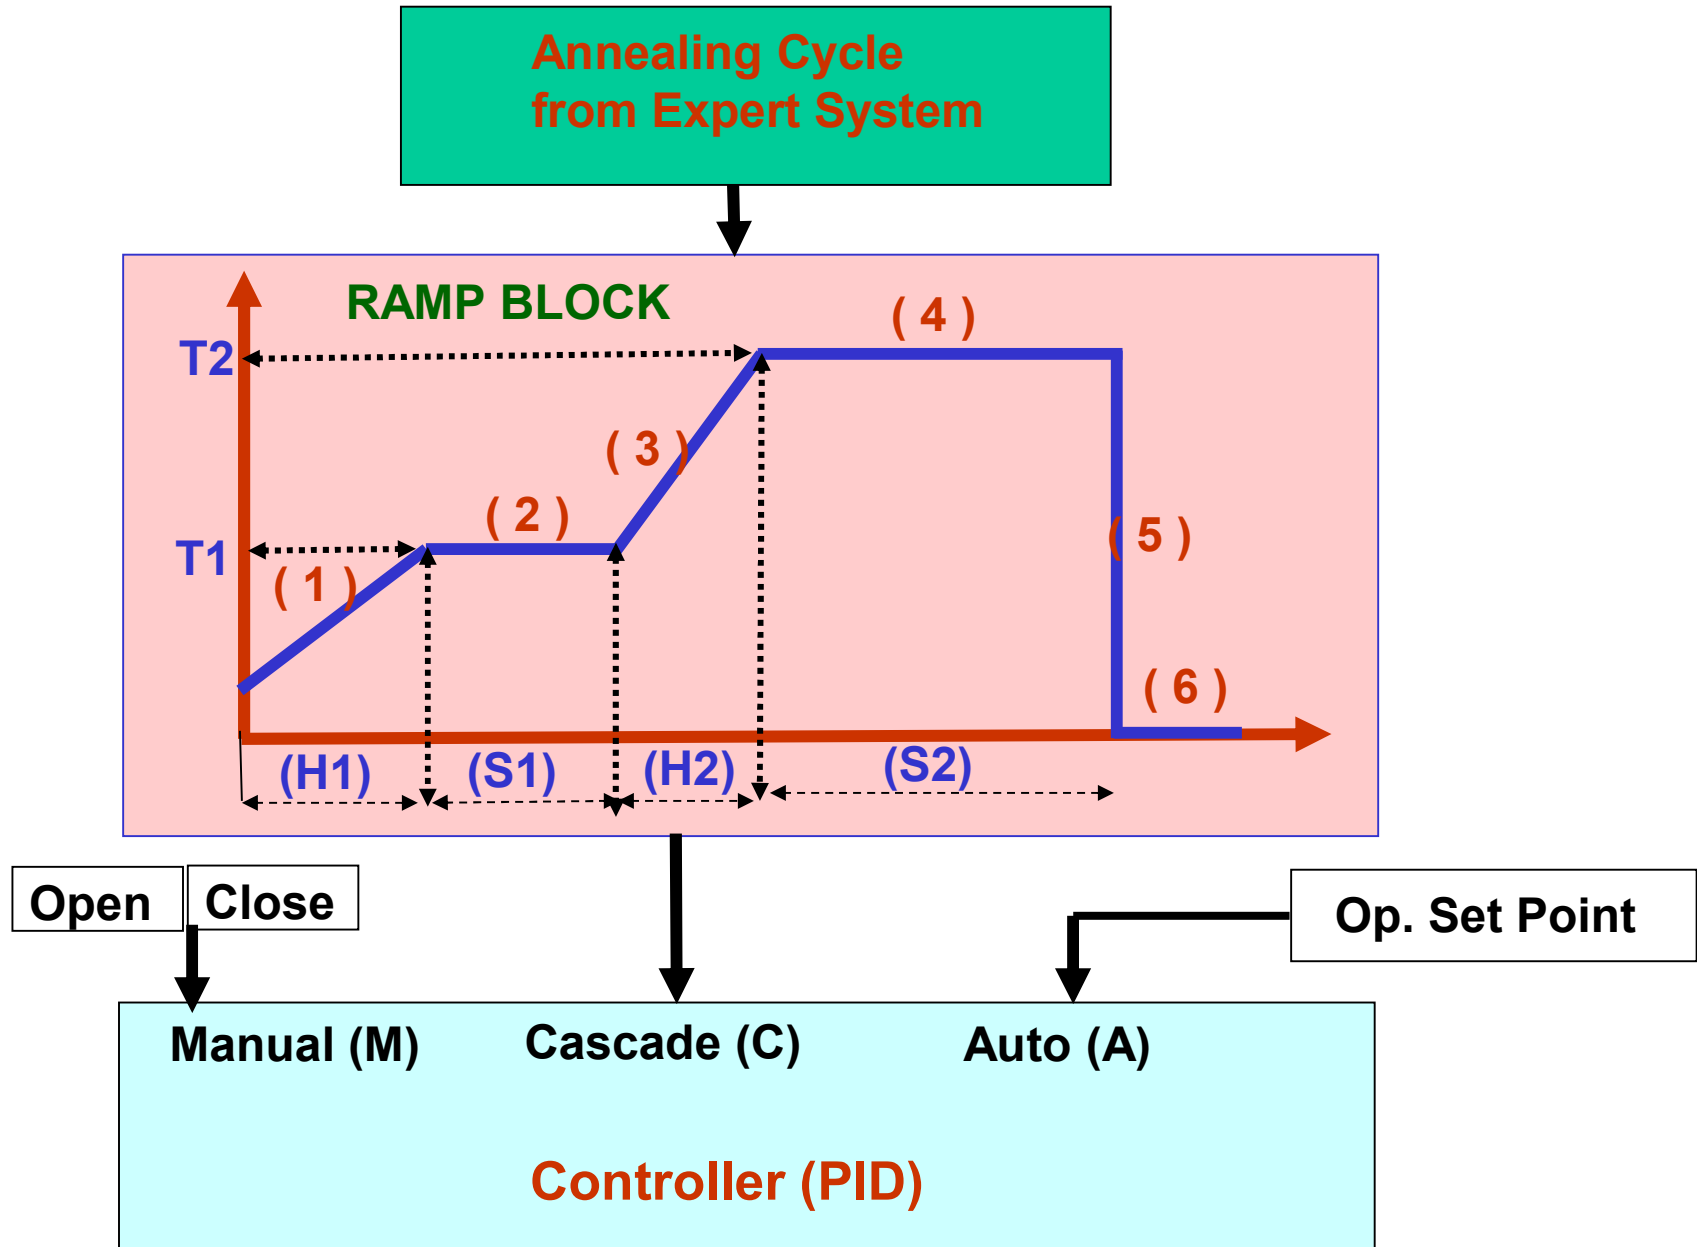 Annealing Cycle
from Expert System
RAMP BLOCK
( 4 )
T2
( 3 )
( 2 )
( 5 )
T1
( 1 )
( 6 )
(H1)
(S1)
(H2)
(S2)
Open
Close
Op. Set Point
Manual (M)
Cascade (C)
Auto (A)
Controller (PID)